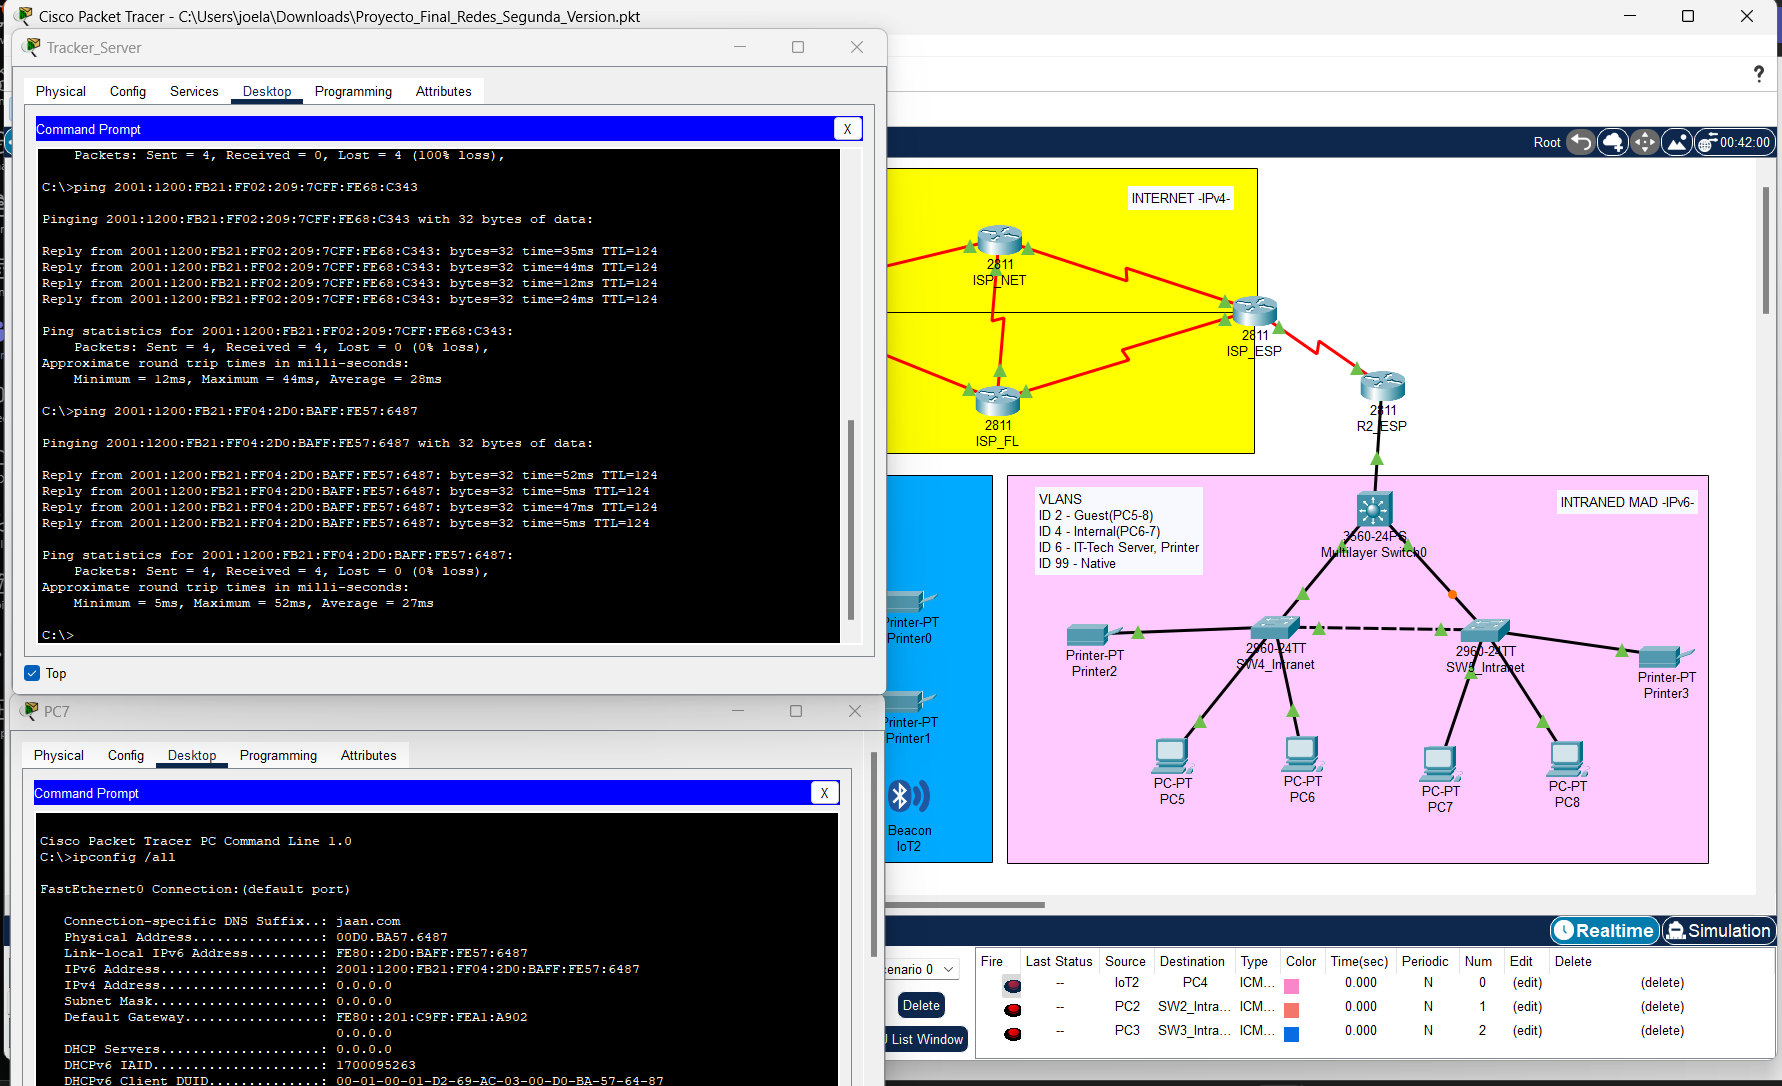 Cisco Packet Tracer - C:\Users\joela\Downloads\Proyecto_Final_Redes_Segunda_Version.pkt
Tracker_Server
Physical Config Services Desktop Programming Attributes
Command Prompt X
Packets: Sent = 4, Received = 0, Lost = 4 (100% loss),
C:\>ping 2001:1200:FB21:FF02:209:7CFF:FE68:C343
Pinging 2001:1200:FB21:FF02:209:7CFF:FE68:C343 with 32 bytes of data:
Reply from 2001:1200:FB21:FF02:209:7CFF:FE68:C343: bytes=32 time=35ms TTL=124
Reply from 2001:1200:FB21:FF02:209:7CFF:FE68:C343: bytes=32 time=44ms TTL=124
Reply from 2001:1200:FB21:FF02:209:7CFF:FE68:C343: bytes=32 time=12ms TTL=124
Reply from 2001:1200:FB21:FF02:209:7CFF:FE68:C343: bytes=32 time=24ms TTL=124
Ping statistics for 2001:1200:FB21:FF02:209:7CFF:FE68:C343:
Packets: Sent = 4, Received = 4, Lost = 0 (0% loss),
Approximate round trip times in milli-seconds:
Minimum = 12ms, Maximum = 44ms, Average = 28ms
C:\>ping 2001:1200:FB21:FF04:2D0:BAFF:FE57:6487
Pinging 2001:1200:FB21:FF04:2D0:BAFF:FE57:6487 with 32 bytes of data:
Reply from 2001:1200:FB21:FF04:2D0:BAFF:FE57:6487: bytes=32 time=52ms TTL=124
Reply from 2001:1200:FB21:FF04:2D0:BAFF:FE57:6487: bytes=32 time=5ms TTL=124
Reply from 2001:1200:FB21:FF04:2D0:BAFF:FE57:6487: bytes=32 time=47ms TTL=124
Reply from 2001:1200:FB21:FF04:2D0:BAFF:FE57:6487: bytes=32 time=5ms TTL=124
Ping statistics for 2001:1200:FB21:FF04:2D0:BAFF:FE57:6487:
Packets: Sent = 4, Received = 4, Lost = 0 (0% loss),
Approximate round trip times in milli-seconds:
Minimum = 5ms, Maximum = 52ms, Average = 27ms
C:\>
Top
PC7
Physical Config Desktop Programming Attributes
Command Prompt X
Cisco Packet Tracer PC Command Line 1.0
C:\>ipconfig /all
FastEthernet0 Connection:(default port)
Connection-specific DNS Suffix..: jaan.com
Physical Address................: 00D0.BA57.6487
Link-local IPv6 Address.........: FE80::2D0:BAFF:FE57:6487
IPv6 Address....................: 2001:1200:FB21:FF04:2D0:BAFF:FE57:6487
IPv4 Address....................: 0.0.0.0
Subnet Mask.....................: 0.0.0.0
Default Gateway.................: FE80::201:C9FF:FEA1:A902
0.0.0.0
DHCP Servers....................: 0.0.0.0
DHCPv6 IAID.....................: 1700095263
DHCPv6 Client DUID..............: 00-01-00-01-D2-69-AC-03-00-D0-BA-57-64-87
?
Root 00:42:00
INTERNET -IPv4-
2811
ISP_NET
2811
ISP_ESP
2811
R2_ESP
2811
ISP_FL
VLANS
ID 2 - Guest(PC5-8)
ID 4 - Internal(PC6-7)
ID 6 - IT-Tech Server, Printer
ID 99 - Native
INTRANED MAD -IPv6-
3560-24PS
Multilayer Switch0
Printer-PT
Printer0
Printer-PT
Printer1
Beacon
IoT2
Printer-PT
Printer2
2960-24TT
SW4_Intranet
2960-24TT
SW5_Intranet
Printer-PT
Printer3
PC-PT
PC5
PC-PT
PC6
PC-PT
PC7
PC-PT
PC8
Realtime Simulation
enario 0
Delete
List Window
Fire Last Status Source Destination Type Color Time(sec) Periodic Num Edit Delete
-- IoT2 PC4 ICM... 0.000 N 0 (edit) (delete)
-- PC2 SW2_Intra... ICM... 0.000 N 1 (edit) (delete)
-- PC3 SW3_Intra... ICM... 0.000 N 2 (edit) (delete)